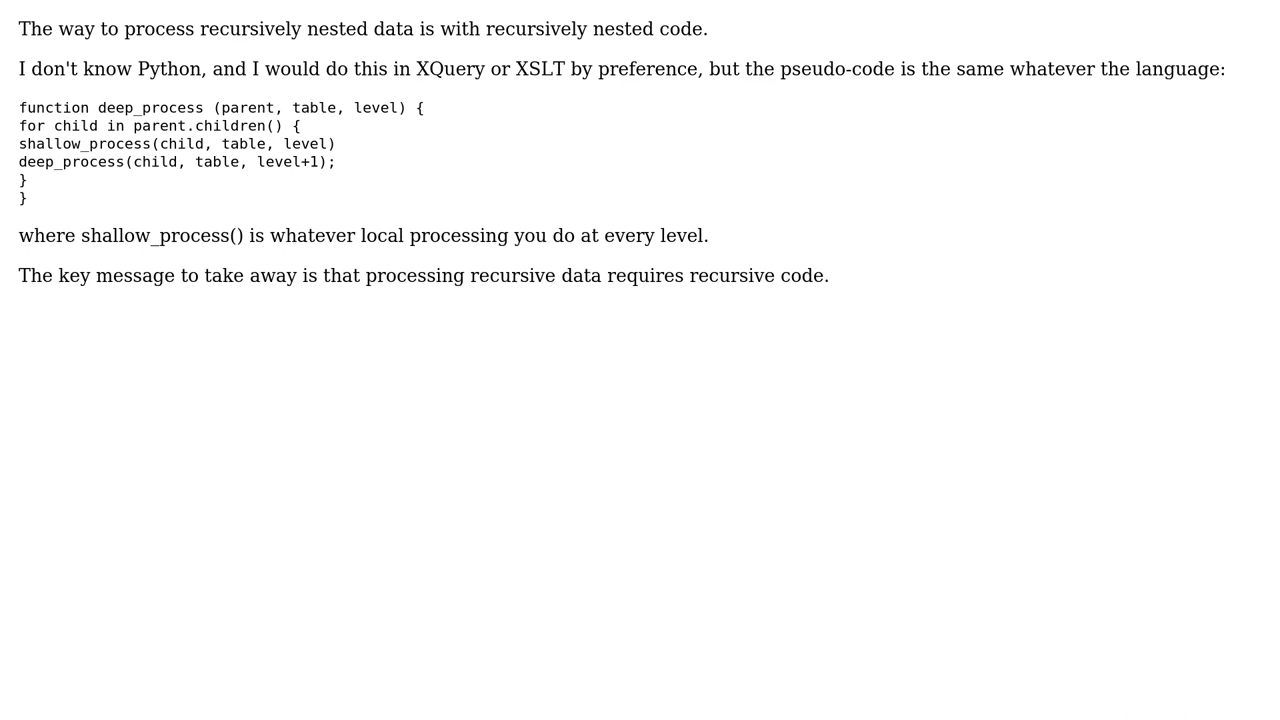 The way to process recursively nested data is with recursively nested code.
I don't know Python, and I would do this in XQuery or XSLT by preference, but the pseudo-code is the same whatever the language:
function deep_process (parent, table, level) {
for child in parent.children() {
shallow_process(child, table, level)
deep_process(child, table, level+1);
}
}
where shallow_process() is whatever local processing you do at every level.
The key message to take away is that processing recursive data requires recursive code.